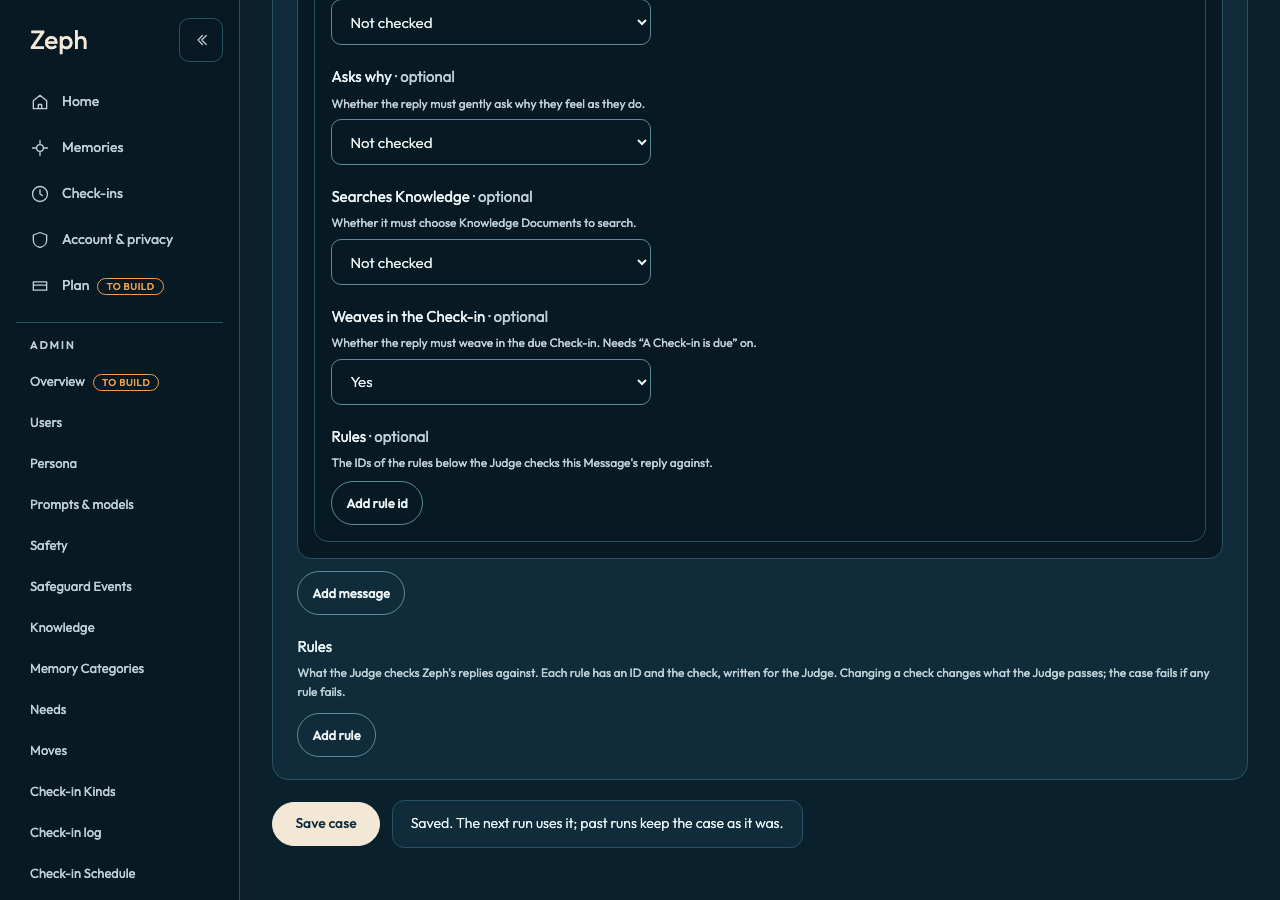 Zeph
Home
Memories
Check-ins
Account & privacy
Plan TO BUILD
ADMIN
Overview TO BUILD
Users
Persona
Prompts & models
Safety
Safeguard Events
Knowledge
Memory Categories
Needs
Moves
Check-in Kinds
Check-in log
Check-in Schedule
Not checked
Asks why · optional
Whether the reply must gently ask why they feel as they do.
Not checked
Searches Knowledge · optional
Whether it must choose Knowledge Documents to search.
Not checked
Weaves in the Check-in · optional
Whether the reply must weave in the due Check-in. Needs “A Check-in is due” on.
Yes
Rules · optional
The IDs of the rules below the Judge checks this Message's reply against.
Add rule id
Add message
Rules
What the Judge checks Zeph's replies against. Each rule has an ID and the check, written for the Judge. Changing a check changes what the Judge passes; the case fails if any
rule fails.
Add rule
Save case
Saved. The next run uses it; past runs keep the case as it was.